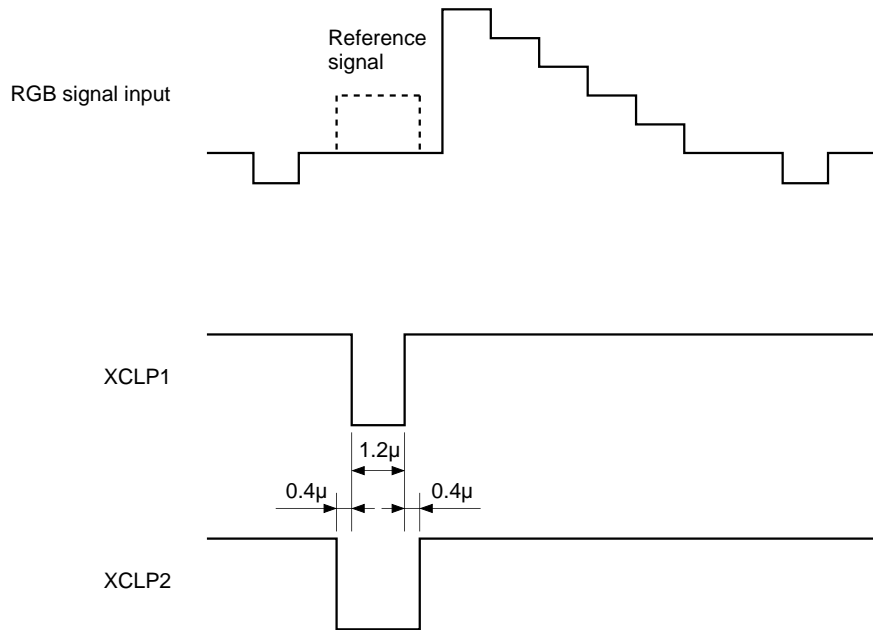 Reference
signal
RGB signal input
XCLP1
1.2μ
0.4μ
0.4μ
XCLP2